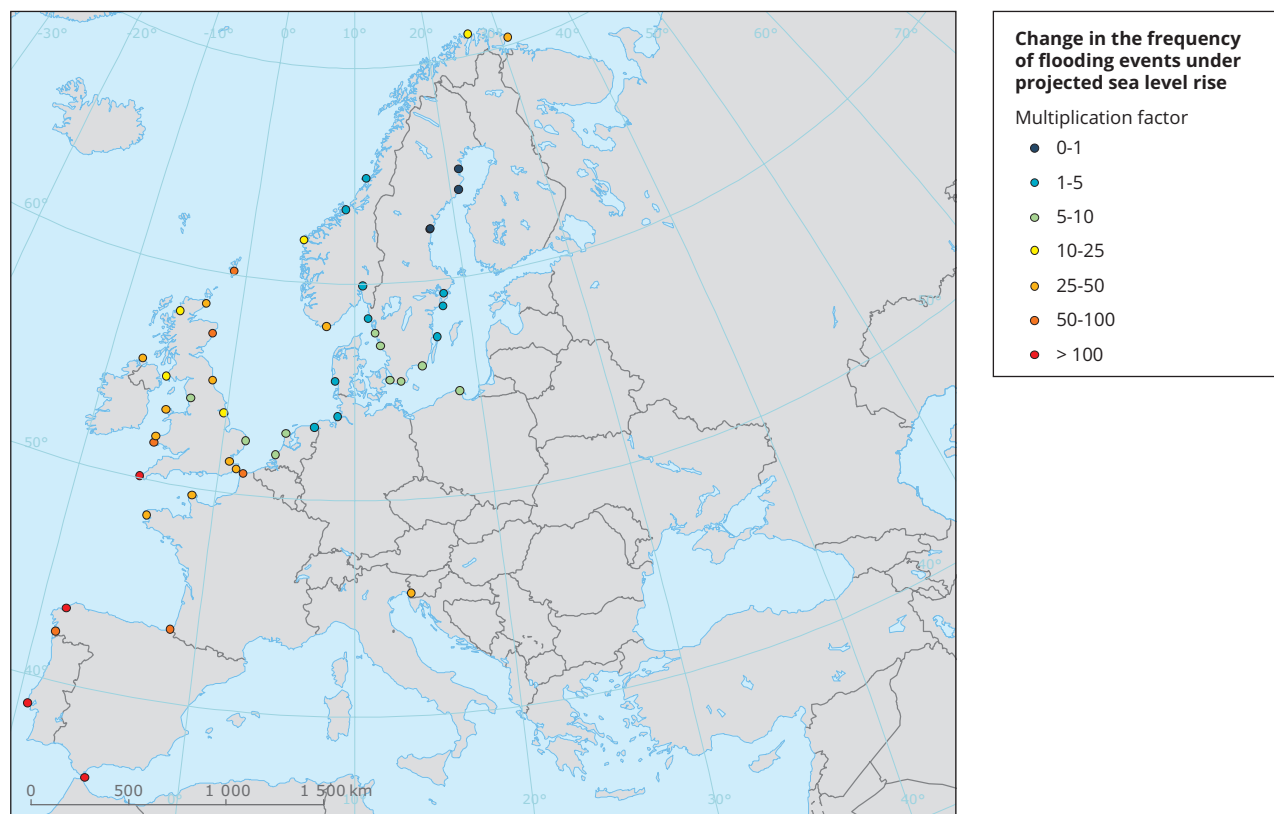 -30° -20° -10° 0° 10° 20° 30° 40° 50° 60° 70°
60°
50°
40°
40°
0 500 1 000 1 500 km
0° 10° 20° 30° 40°
Change in the frequency
of flooding events under
projected sea level rise
Multiplication factor
0-1
1-5
5-10
10-25
25-50
50-100
> 100